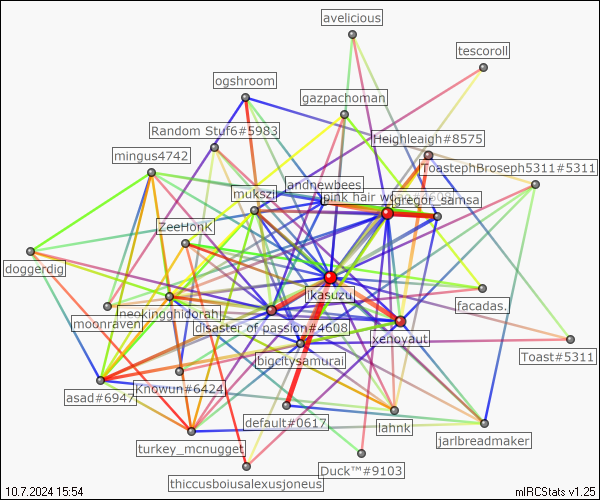 avelicious
tescoroll
ogshroom
gazpachoman
Random Stuf6#5983
Heighleaigh#8575
mingus4742
ToastephBroseph5311#5311
andnewbees
mukszi
pink hair
gregor_samsa
ZeeHonK
doggerdig
ikasuzu
facadas.
neokingghidorah
moonraven
disaster of passion#4608
xenoyaut
bigcitysamurai
Toast#5311
Knowun#6424
asad#6947
default#0617
lahnk
jarlbreadmaker
turkey_mcnugget
Duck™#9103
thiccusboiusalexusjoneus
10.7.2024 15:54
mIRCStats v1.25